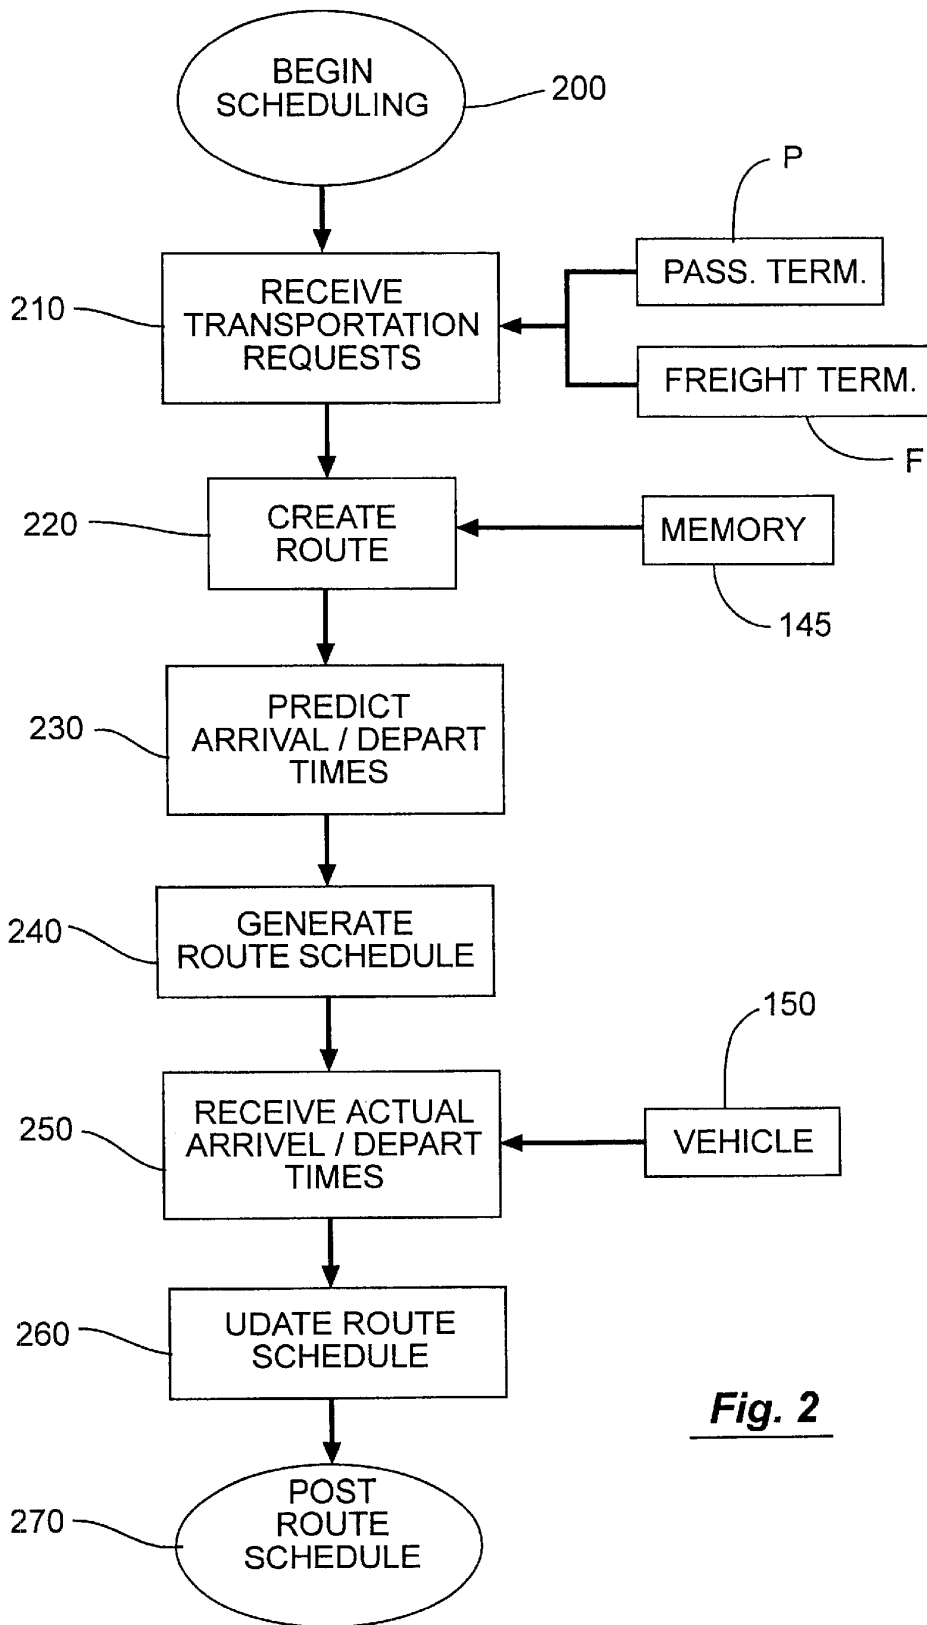 BEGIN
SCHEDULING
200
P
PASS. TERM.
210
RECEIVE
TRANSPORTATION
REQUESTS
FREIGHT TERM.
F
220
CREATE
ROUTE
MEMORY
145
230
PREDICT
ARRIVAL / DEPART
TIMES
240
GENERATE
ROUTE SCHEDULE
150
250
RECEIVE ACTUAL
ARRIVEL / DEPART
TIMES
VEHICLE
260
UDATE ROUTE
SCHEDULE
Fig. 2
270
POST
ROUTE
SCHEDULE